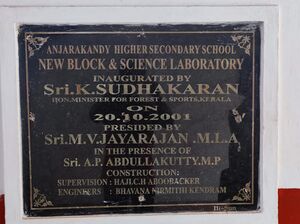 ANJARAKANDY HIGHER SECONDARY SCHOOL
NEW BLOCK & SCIENCE LABORATORY
INAUGURATED BY
Sri.K.SUDHAKARAN
HON.MINISTER FOR FOREST & SPORTS,KERALA
ON
20.10.2001
PRESIDED BY
Sri.M.V.JAYARAJAN .M.L.A
IN THE PRESENCE OF
Sri. A.P. ABDULLAKUTTY.M.P
CONSTRUCTION:
SUPERVISION : HAJI.C.H ABOOBACKER
ENGINEERS : BHAVANA NIRMITHI KENDRAM